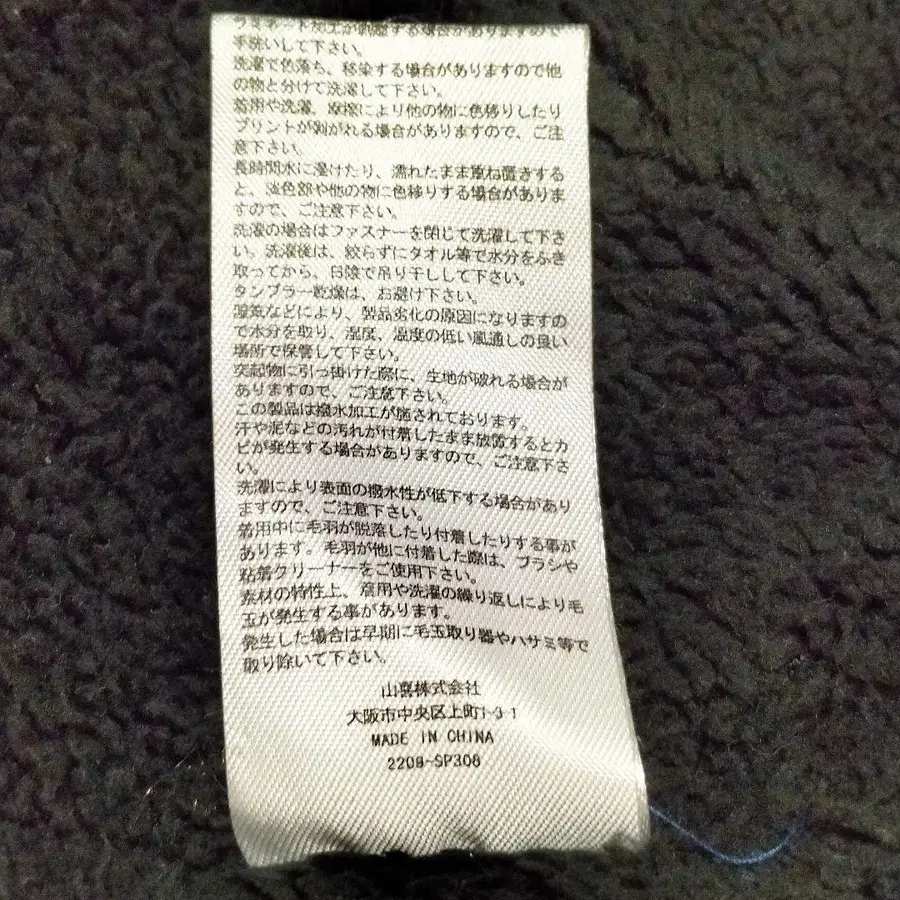 ラミネート加工が剥離する場合がありますので
手洗いして下さい。
洗濯で色落ち、移染する場合がありますので他
の物と分けて洗濯して下さい。
着用や洗濯、摩擦により他の物に色移りしたり
プリントが剥がれる場合がありますので、ご注
意下さい。
長時間水に浸けたり、濡れたまま重ね置きする
と、淡色部や他の物に色移りする場合がありま
すので、ご注意下さい。
洗濯の場合はファスナーを閉じて洗濯して下さ
い。洗濯後は、絞らずにタオル等で水分をふき
取ってから、日陰で吊り干しして下さい。
タンブラー乾燥は、お避け下さい。
湿気などにより、製品劣化の原因になりますの
で水分を取り、湿度、温度の低い風通しの良い
場所で保管して下さい。
突起物に引っ掛けた際に、生地が破れる場合が
ありますので、ご注意下さい。
この製品は撥水加工が施されております。
汗や泥などの汚れが付着したまま放置するとカ
ビが発生する場合がありますので、ご注意下さ
い。
洗濯により表面の撥水性が低下する場合があり
ますので、ご注意下さい。
着用中に毛羽が脱落したり付着したりする事が
あります。毛羽が他に付着した際は、ブラシや
粘着クリーナーをご使用下さい。
素材の特性上、着用や洗濯の繰り返しにより毛
玉が発生する事があります。
発生した場合は早期に毛玉取り器やハサミ等で
取り除いて下さい。
山喜株式会社
大阪市中央区上町1-3-1
MADE IN CHINA
2209-SP308